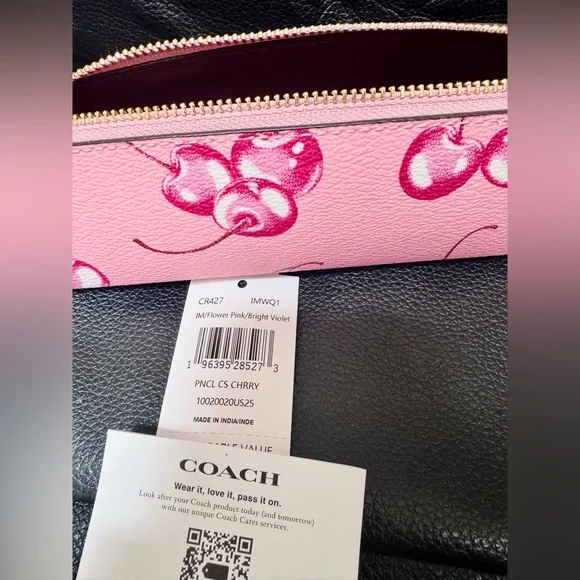 CR427 IMWQ1
IM/Flower Pink/Bright Violet
1 96395 28527 3
PNCL CS CHRRY
10020020US25
MADE IN INDIA/INDE
VALUE
COACH
Wear it, love it, pass it on.
Look after your Coach product today (and tomorrow)
with our unique Coach Cares services.